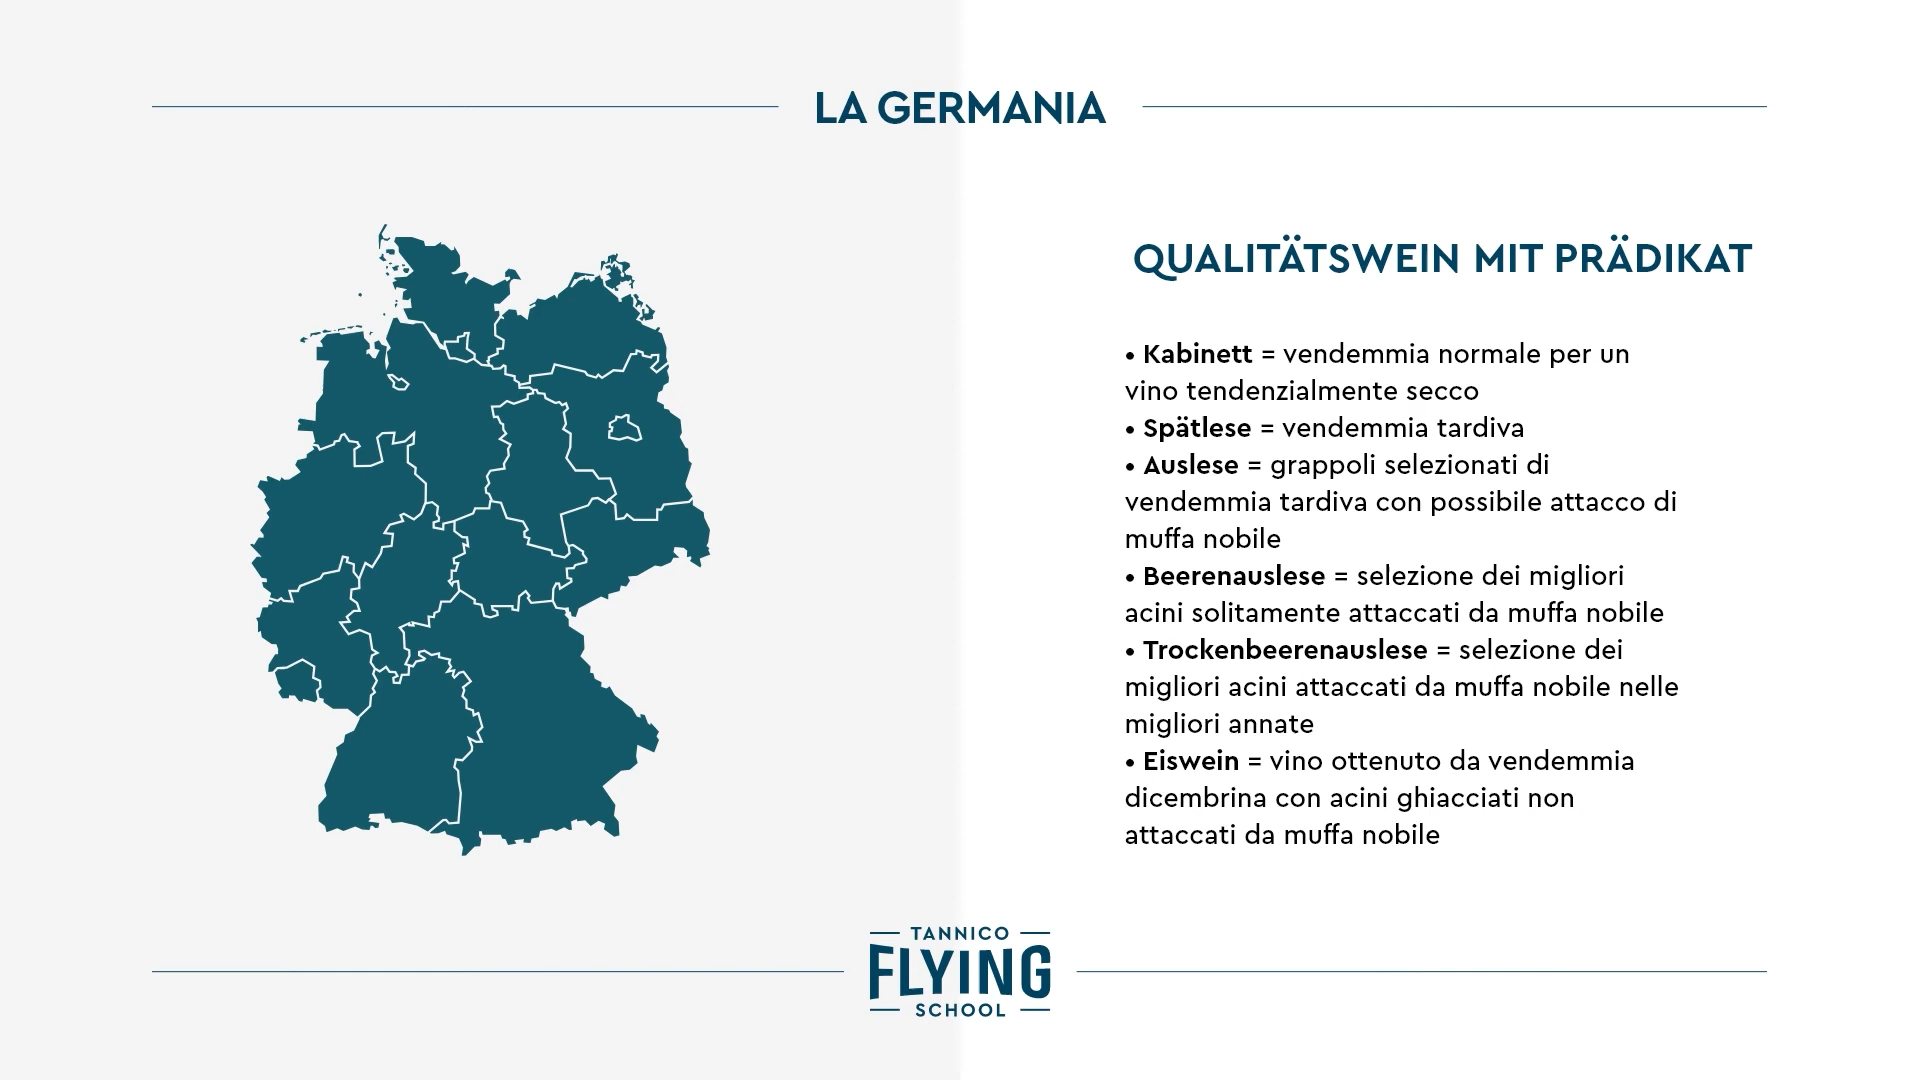 LA GERMANIA
QUALITÄTSWEIN MIT PRÄDIKAT
• Kabinett = vendemmia normale per un
vino tendenzialmente secco
• Spätlese = vendemmia tardiva
• Auslese = grappoli selezionati di
vendemmia tardiva con possibile attacco di
muffa nobile
• Beerenauslese = selezione dei migliori
acini solitamente attaccati da muffa nobile
• Trockenbeerenauslese = selezione dei
migliori acini attaccati da muffa nobile nelle
migliori annate
• Eiswein = vino ottenuto da vendemmia
dicembrina con acini ghiacciati non
attaccati da muffa nobile
TANNICO
FLYING
SCHOOL